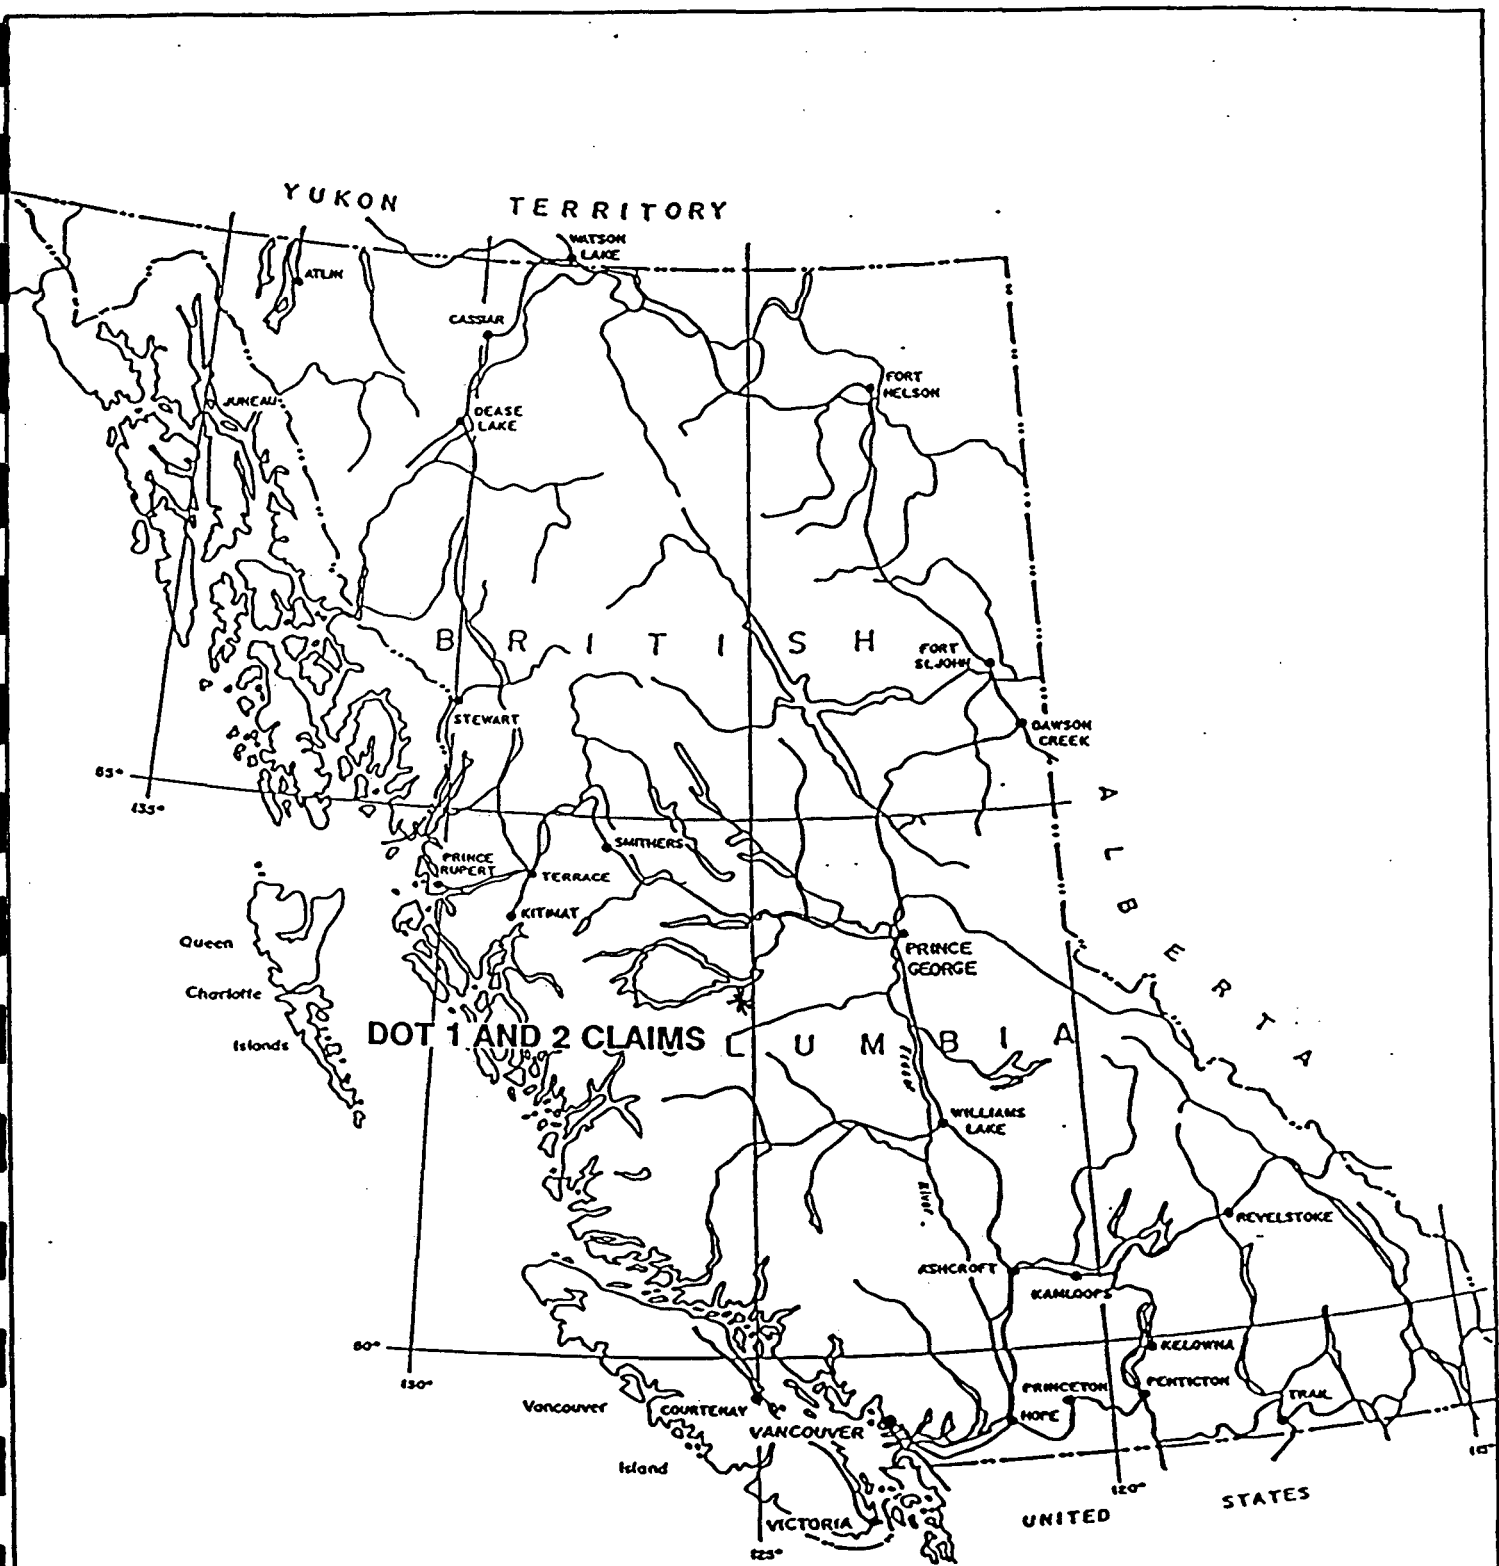 YUKON TERRITORY
WATSON
LAKE
ATLIN
CASSIAR
FORT
NELSON
JUNEAU
DEASE
LAKE
BRITISH
FORT
ST. JOHN
STEWART
DAWSON
CREEK
55°
135°
ALBERTA
SMITHERS
PRINCE
RUPERT
TERRACE
KITIMAT
Queen
Charlotte
Islands
PRINCE
GEORGE
DOT 1 AND 2 CLAIMS
LUMBIA
Fraser
River
WILLIAMS
LAKE
REVELSTOKE
ASHCROFT
KAMLOOPS
50°
130°
KELOWNA
PRINCETON
PENTICTON
TRAIL
HOPE
Vancouver
Island
COURTENAY
VANCOUVER
VICTORIA
125°
120°
UNITED STATES